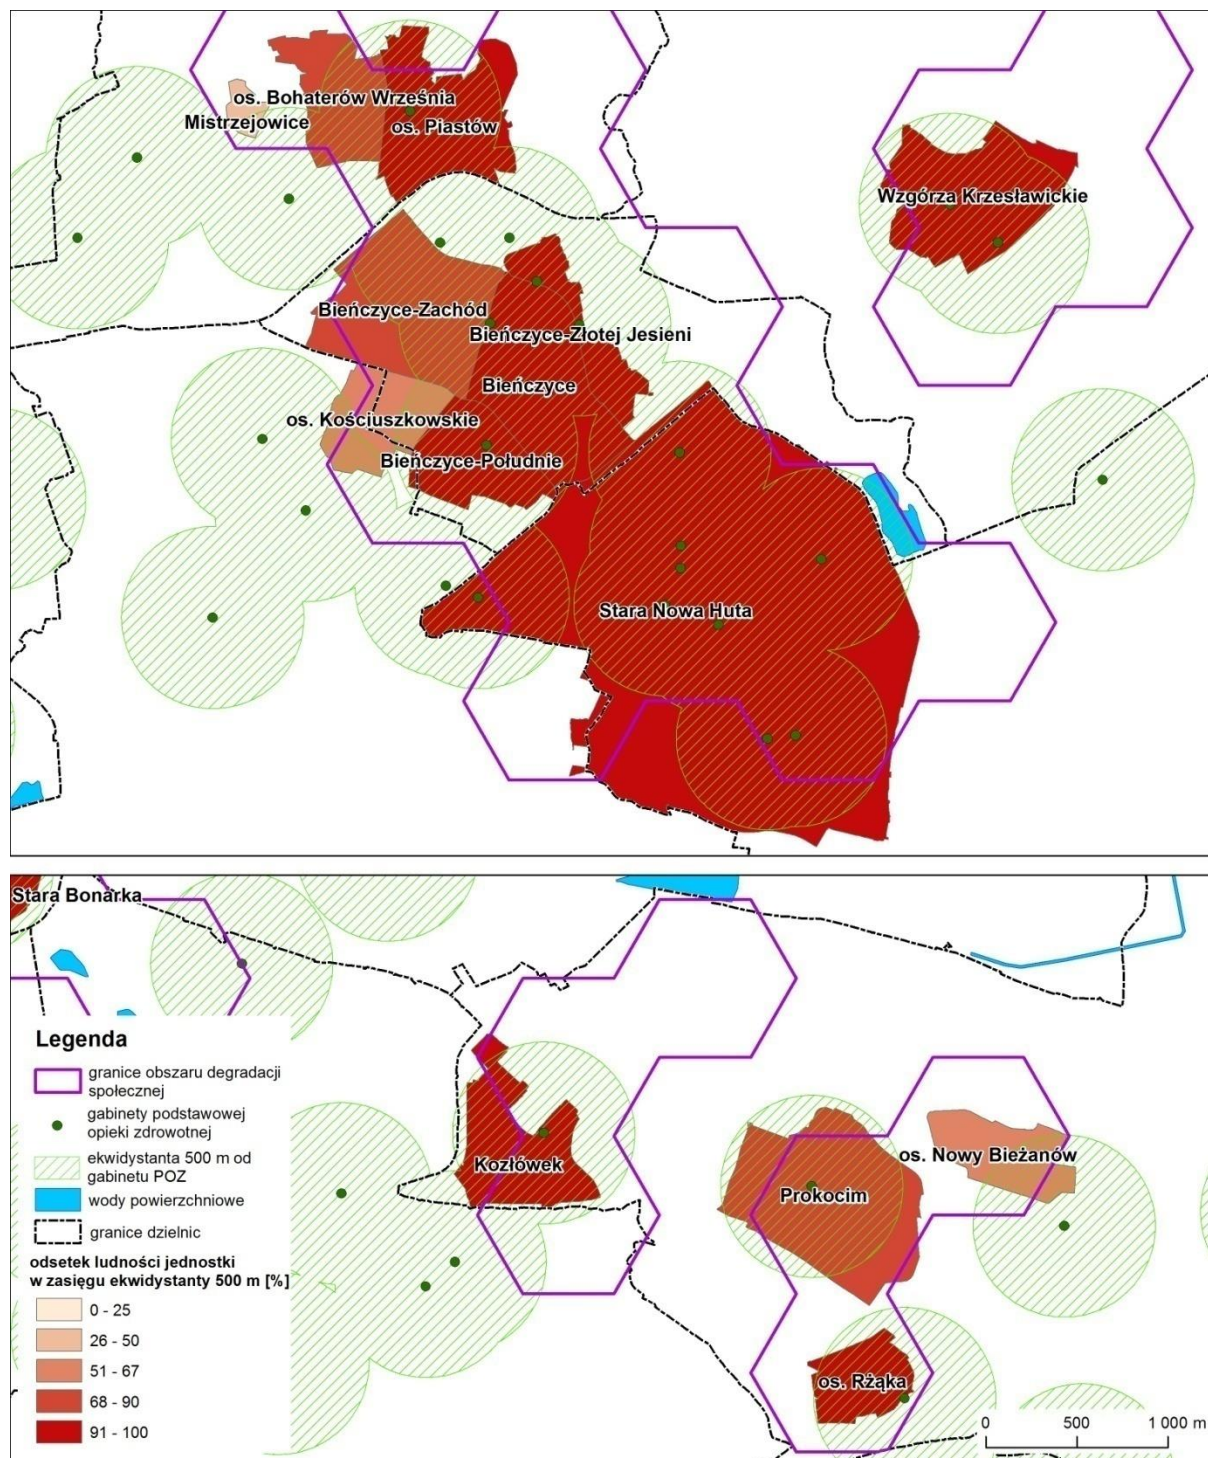 os. Bohaterów Września
Mistrzejowice
os. Piastów
Wzgórza Krzesławickie
Bieńczyce-Zachód
Bieńczyce-Złotej Jesieni
Bieńczyce
os. Kościuszkowskie
Bieńczyce-Południe
Stara Nowa Huta
Stara Bonarka
Legenda
granice obszaru degradacji
społecznej
gabinety podstawowej
opieki zdrowotnej
ekwidystanta 500 m od
gabinetu POZ
wody powierzchniowe
granice dzielnic
odsetek ludności jednostki
w zasięgu ekwidystanty 500 m [%]
0 - 25
26 - 50
51 - 67
68 - 90
91 - 100
Kozłówek
os. Nowy Bieżanów
Prokocim
os. Rżąka
0 500 1 000 m